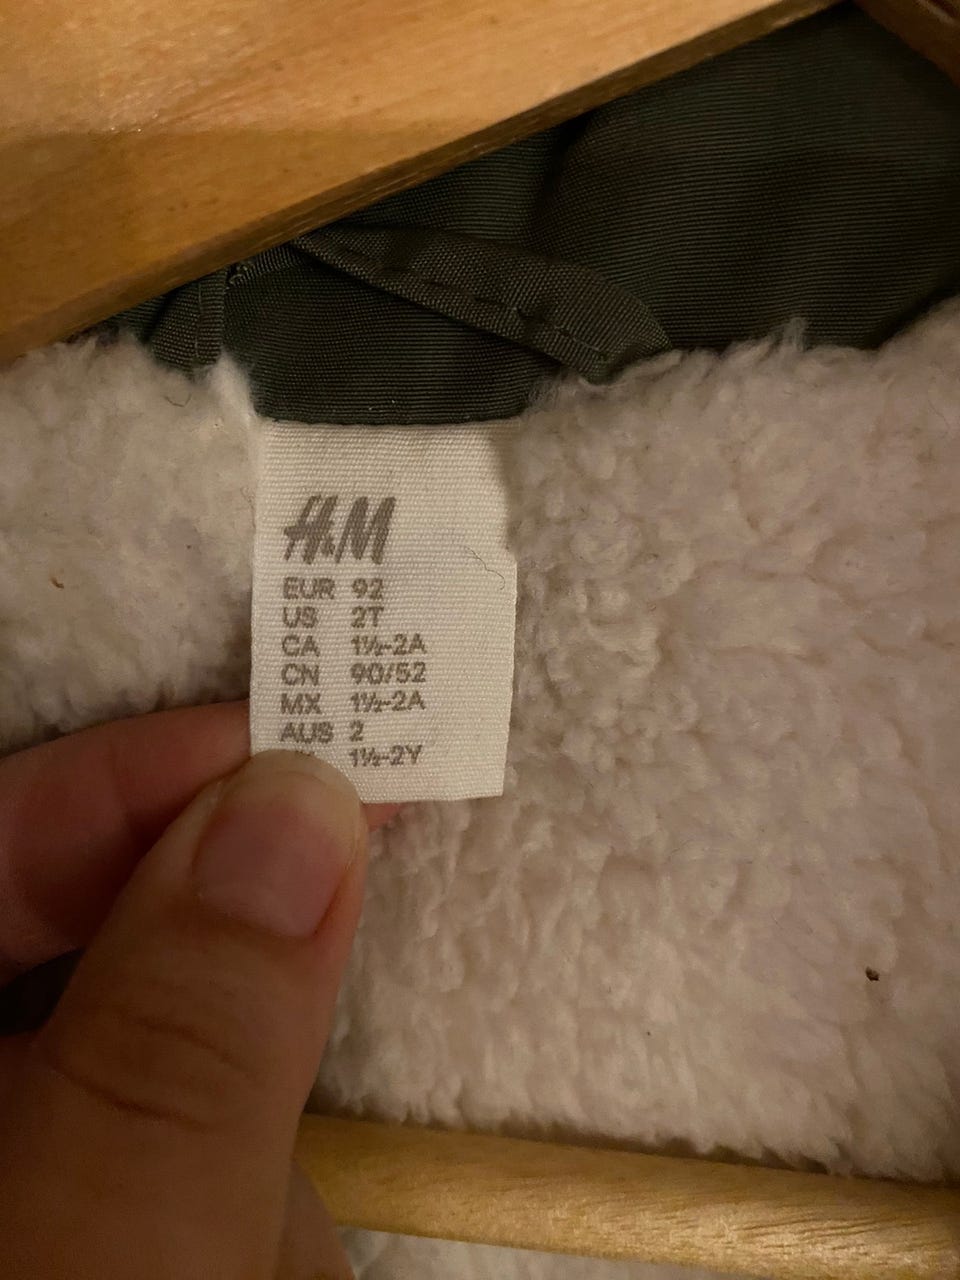 H&M
EUR 92
US 2T
CA 1½-2A
CN 90/52
MX 1½-2A
AUS 2
1½-2Y